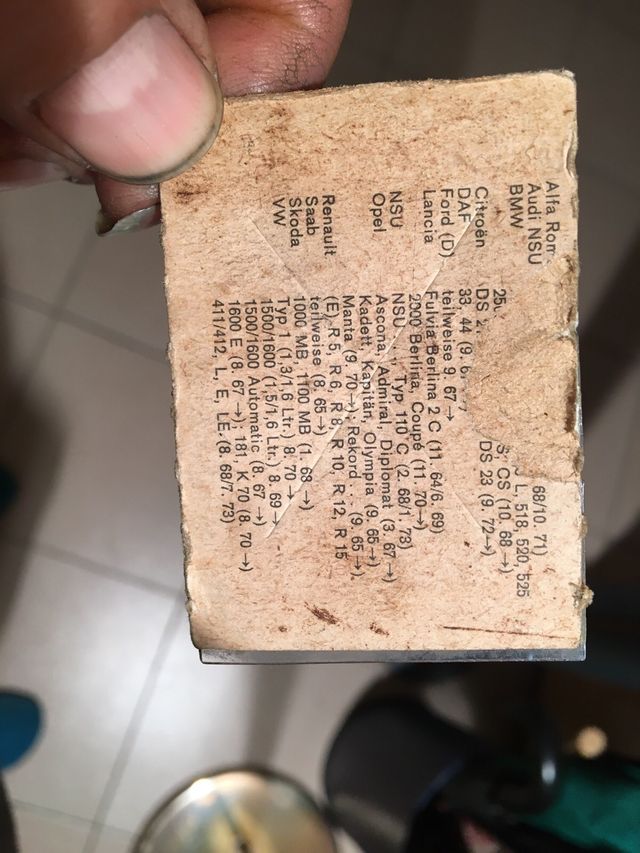 Alfa
Audi NSU 68/10. 71)
BMW L, 518, 520, 525
CS (10. 68→)
Citroën DS DS 23 (9. 72→)
DAF 33, 44 (9.
Ford (D) teilweise 9. 67 →
Lancia Fulvia Berlina 2 C (11. 64/6. 69)
2000 Berlina, Coupé (11. 70→)
NSU NSU . . ., Typ 110 °C (2. 68/1. 73)
Opel Ascona, Admiral, Diplomat (3. 67→)
Kadett, Kapitän, Olympia (9. 65→)
Manta (9. 70→); Rekord . . . (9. 65→),
Renault (E), R 5, R 6, R 8, R 10, R 12, R 15
Saab teilweise (8. 65→)
Skoda 1000 MB, 1100 MB (1. 68→)
VW Typ 1 (1,3/1,6 Ltr.) 8. 70 →
1500/1600 (1,5/1,6 Ltr.) 8. 69 →
1500/1600 Automatic (8. 67 →)
1600 E (8. 67 →); 181, K 70 (8. 70 →)
411/412, L, E, LE. (8. 68/7. 73)